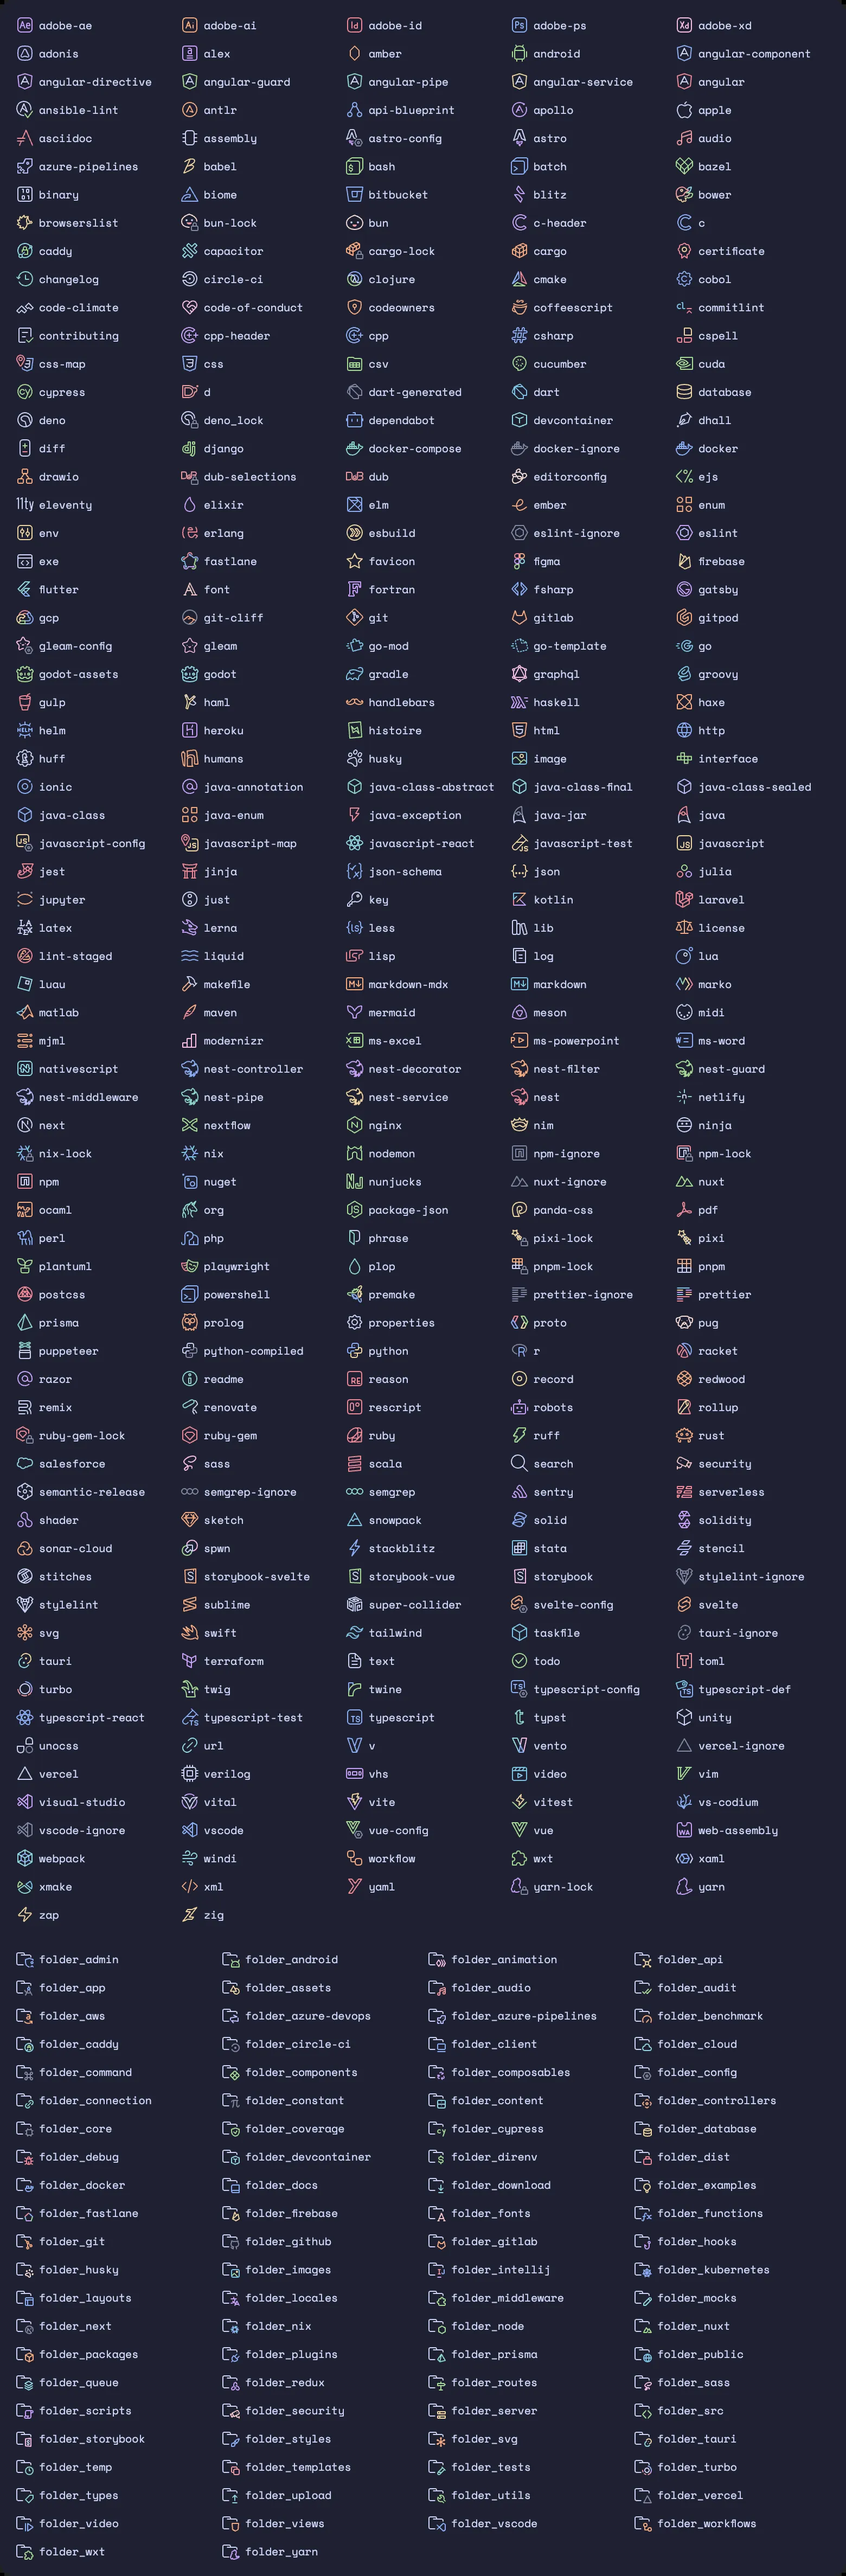 adobe-ae adobe-ai adobe-id adobe-ps adobe-xd
adonis alex amber android angular-component
angular-directive angular-guard angular-pipe angular-service angular
ansible-lint antlr api-blueprint apollo apple
asciidoc assembly astro-config astro audio
azure-pipelines babel bash batch bazel
binary biome bitbucket blitz bower
browserslist bun-lock bun c-header c
caddy capacitor cargo-lock cargo certificate
changelog circle-ci clojure cmake cobol
code-climate code-of-conduct codeowners coffeescript commitlint
contributing cpp-header cpp csharp cspell
css-map css csv cucumber cuda
cypress d dart-generated dart database
deno deno_lock dependabot devcontainer dhall
diff django docker-compose docker-ignore docker
drawio dub-selections dub editorconfig ejs
eleventy elixir elm ember enum
env erlang esbuild eslint-ignore eslint
exe fastlane favicon figma firebase
flutter font fortran fsharp gatsby
gcp git-cliff git gitlab gitpod
gleam-config gleam go-mod go-template go
godot-assets godot gradle graphql groovy
gulp haml handlebars haskell haxe
helm heroku histoire html http
huff humans husky image interface
ionic java-annotation java-class-abstract java-class-final java-class-sealed
java-class java-enum java-exception java-jar java
javascript-config javascript-map javascript-react javascript-test javascript
jest jinja json-schema json julia
jupyter just key kotlin laravel
latex lerna less lib license
lint-staged liquid lisp log lua
luau makefile markdown-mdx markdown marko
matlab maven mermaid meson midi
mjml modernizr ms-excel ms-powerpoint ms-word
nativescript nest-controller nest-decorator nest-filter nest-guard
nest-middleware nest-pipe nest-service nest netlify
next nextflow nginx nim ninja
nix-lock nix nodemon npm-ignore npm-lock
npm nuget nunjucks nuxt-ignore nuxt
ocaml org package-json panda-css pdf
perl php phrase pixi-lock pixi
plantuml playwright plop pnpm-lock pnpm
postcss powershell premake prettier-ignore prettier
prisma prolog properties proto pug
puppeteer python-compiled python r racket
razor readme reason record redwood
remix renovate rescript robots rollup
ruby-gem-lock ruby-gem ruby ruff rust
salesforce sass scala search security
semantic-release semgrep-ignore semgrep sentry serverless
shader sketch snowpack solid solidity
sonar-cloud spwn stackblitz stata stencil
stitches storybook-svelte storybook-vue storybook stylelint-ignore
stylelint sublime super-collider svelte-config svelte
svg swift tailwind taskfile tauri-ignore
tauri terraform text todo toml
turbo twig twine typescript-config typescript-def
typescript-react typescript-test typescript typst unity
unocss url v vento vercel-ignore
vercel verilog vhs video vim
visual-studio vital vite vitest vs-codium
vscode-ignore vscode vue-config vue web-assembly
webpack windi workflow wxt xaml
xmake xml yaml yarn-lock yarn
zap zig
folder_admin folder_android folder_animation folder_api
folder_app folder_assets folder_audio folder_audit
folder_aws folder_azure-devops folder_azure-pipelines folder_benchmark
folder_caddy folder_circle-ci folder_client folder_cloud
folder_command folder_components folder_composables folder_config
folder_connection folder_constant folder_content folder_controllers
folder_core folder_coverage folder_cypress folder_database
folder_debug folder_devcontainer folder_direnv folder_dist
folder_docker folder_docs folder_download folder_examples
folder_fastlane folder_firebase folder_fonts folder_functions
folder_git folder_github folder_gitlab folder_hooks
folder_husky folder_images folder_intellij folder_kubernetes
folder_layouts folder_locales folder_middleware folder_mocks
folder_next folder_nix folder_node folder_nuxt
folder_packages folder_plugins folder_prisma folder_public
folder_queue folder_redux folder_routes folder_sass
folder_scripts folder_security folder_server folder_src
folder_storybook folder_styles folder_svg folder_tauri
folder_temp folder_templates folder_tests folder_turbo
folder_types folder_upload folder_utils folder_vercel
folder_video folder_views folder_vscode folder_workflows
folder_wxt folder_yarn